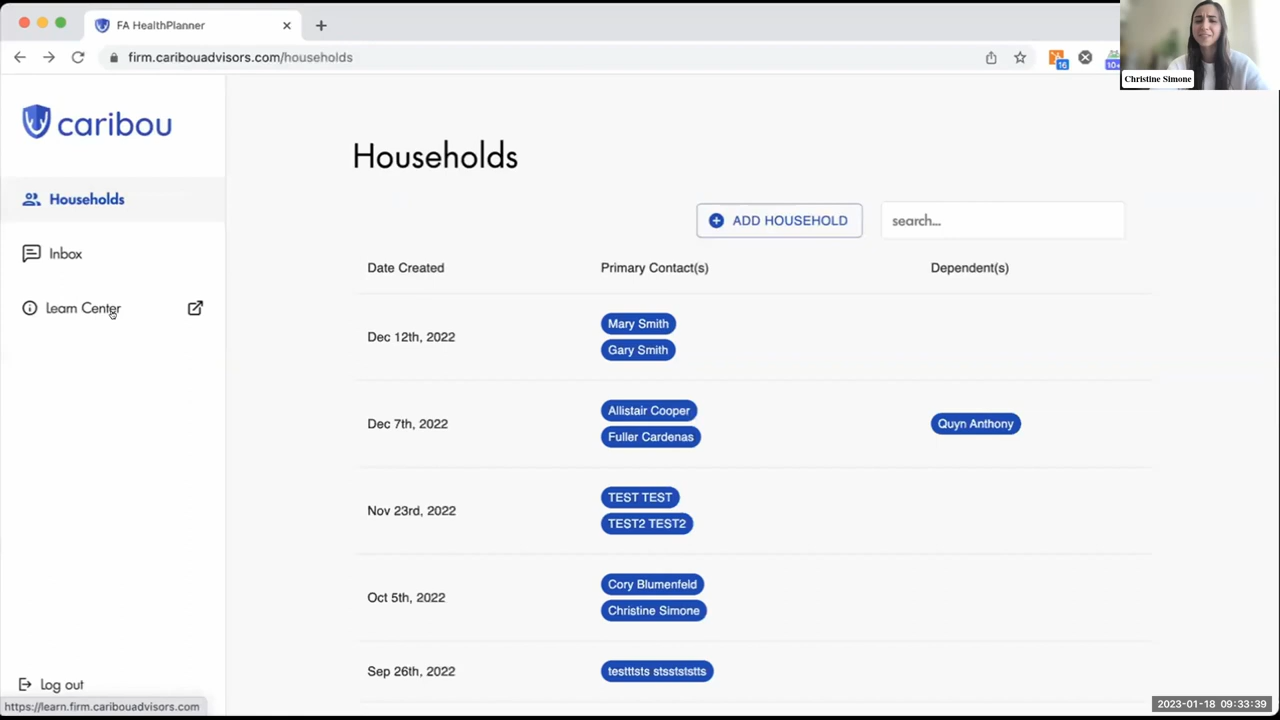 FA HealthPlanner
firm.caribouadvisors.com/households
16
10+
Christine Simone
caribou
Households
Inbox
Learn Center
Log out
https://learn.firm.caribouadvisors.com
Households
ADD HOUSEHOLD
search...
Date Created Primary Contact(s) Dependent(s)
Dec 12th, 2022
Mary Smith
Gary Smith
Dec 7th, 2022
Allistair Cooper
Fuller Cardenas
Quyn Anthony
Nov 23rd, 2022
TEST TEST
TEST2 TEST2
Oct 5th, 2022
Cory Blumenfeld
Christine Simone
Sep 26th, 2022
2023-01-18 09:33:39